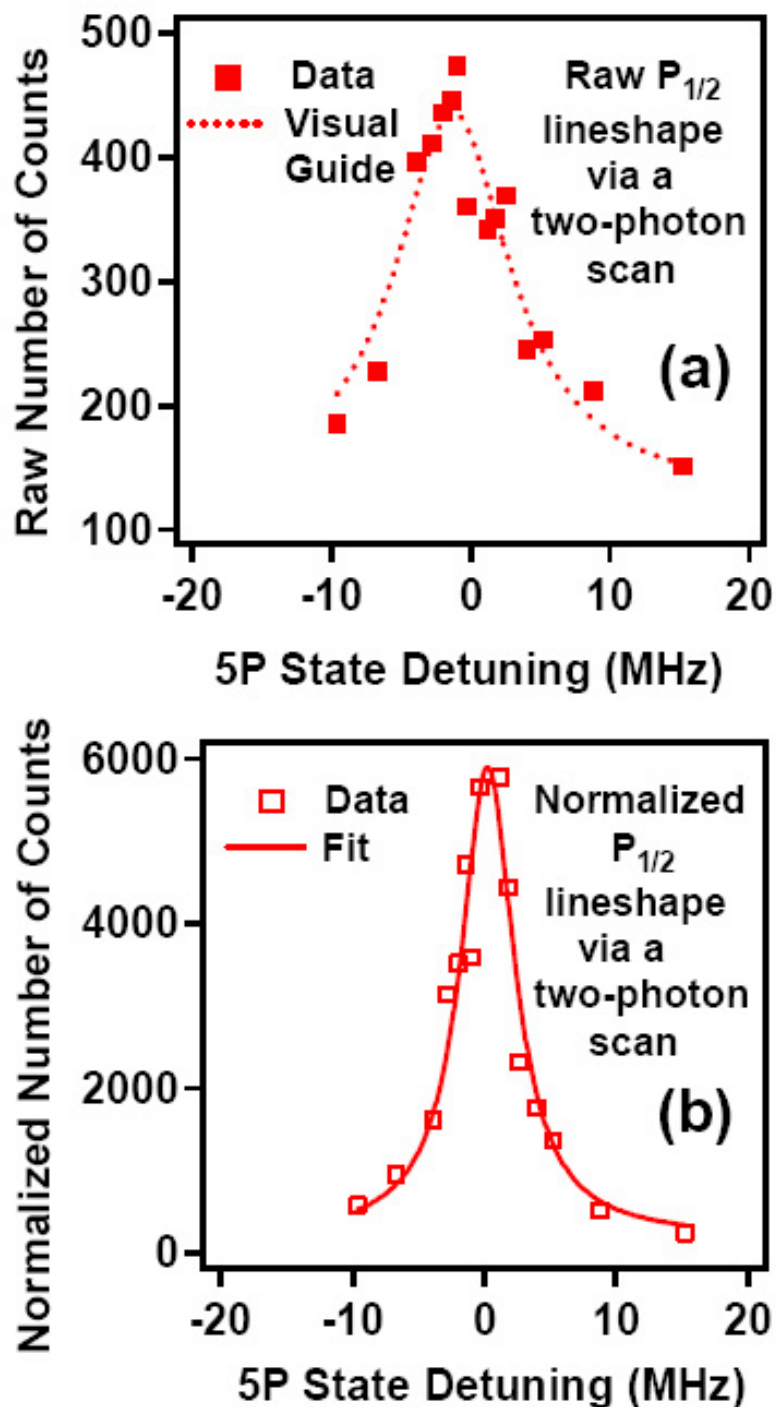 500
400
300
200
100
Raw Number of Counts
Data
Visual
Guide
Raw P1/2
lineshape
via a
two-photon
scan
(a)
-20 -10 0 10 20
5P State Detuning (MHz)
6000
4000
2000
0
Normalized Number of Counts
Data
Fit
Normalized
P1/2
lineshape
via a
two-photon
scan
(b)
-20 -10 0 10 20
5P State Detuning (MHz)